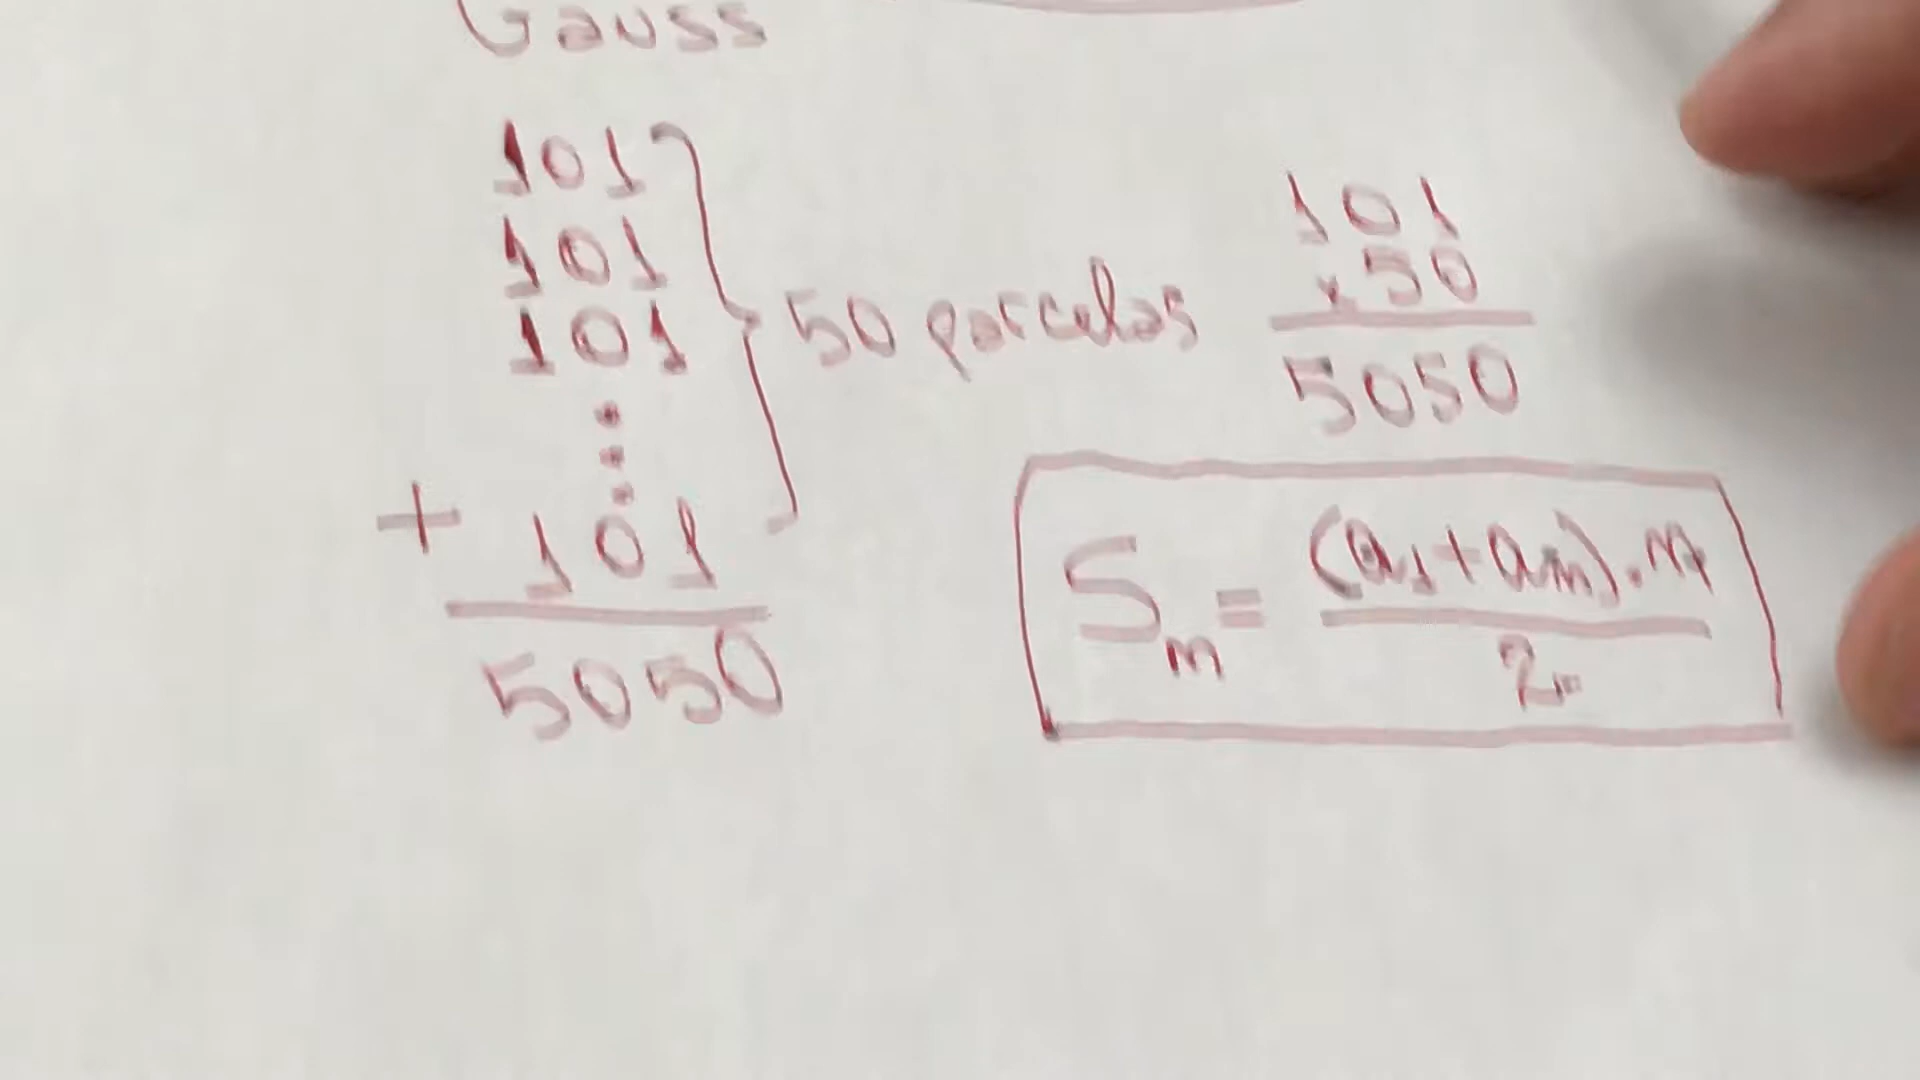 Gauss
101
101
101
⋮
+ 101
5050
50 parcelas
101
x 50
5050
Sn = (a1 + an) . n
2